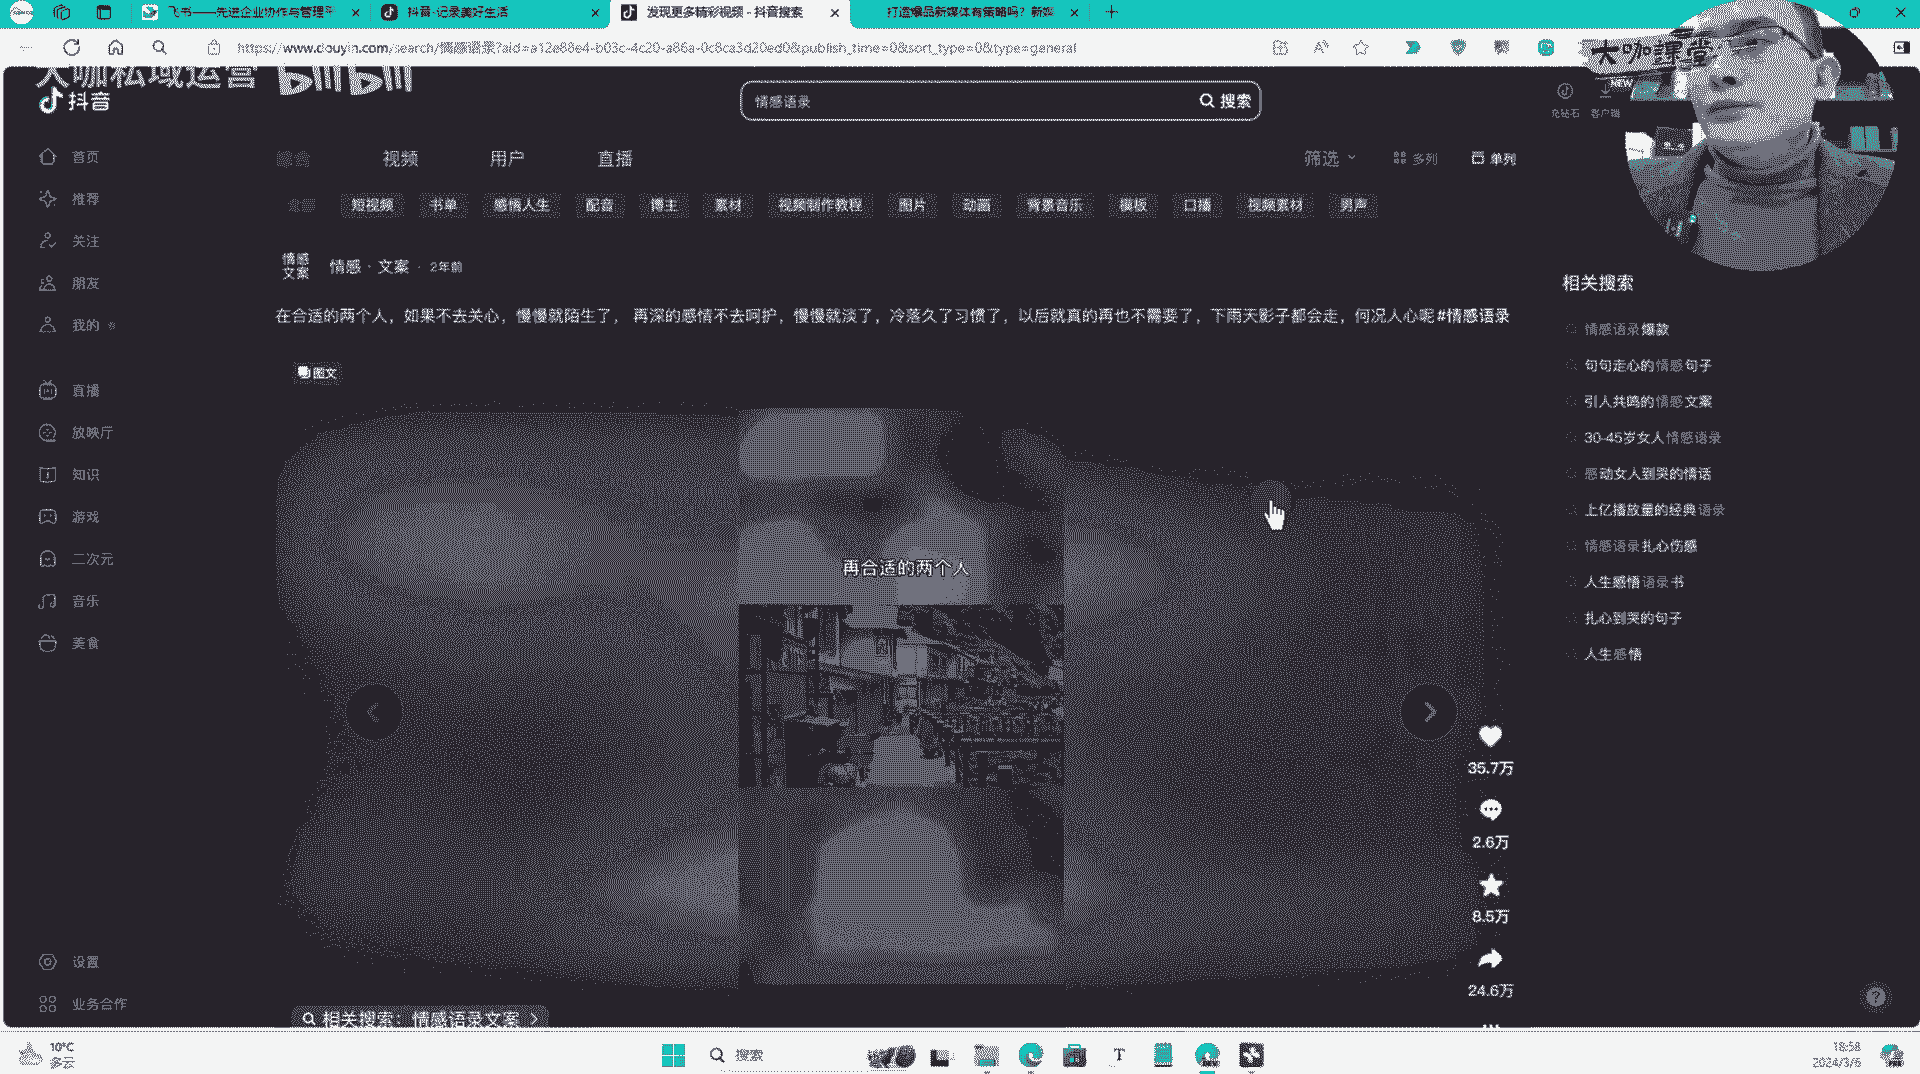 飞书——先进企业协作与管理平
抖音-记录美好生活
发现更多精彩视频 - 抖音搜索
打造爆品新媒体有策略吗？新媒
https://www.douyin.com/search/情感语录?aid=a12e88e4-b03c-4c20-a86a-0c8ca3d20ed0&publish_time=0&sort_type=0&type=general
大咖课堂
NEW
大咖私域运营 bilibili
抖音
情感语录
搜索
充钻石
客户端
首页
推荐
关注
朋友
我的
直播
放映厅
知识
游戏
二次元
音乐
美食
设置
业务合作
综合 视频 用户 直播
筛选 多列 单列
全部 短视频 书单 感悟人生 配音 博主 素材 视频制作教程 图片 动画 背景音乐 模板 口播 视频素材 男声
情感
文案
情感·文案 · 2年前
在合适的两个人，如果不去关心，慢慢就陌生了， 再深的感情不去呵护，慢慢就淡了，冷落久了习惯了，以后就真的再也不需要了，下雨天影子都会走，何况人心呢#情感语录
图文
再合适的两个人
35.7万
2.6万
8.5万
24.6万
相关搜索：情感语录文案
相关搜索
情感语录爆款
句句走心的情感句子
引人共鸣的情感文案
30-45岁女人情感语录
感动女人到哭的情话
上亿播放量的经典语录
情感语录扎心伤感
人生感悟语录书
扎心到哭的句子
人生感悟
10°C
多云
搜索
18:58
2024/3/6